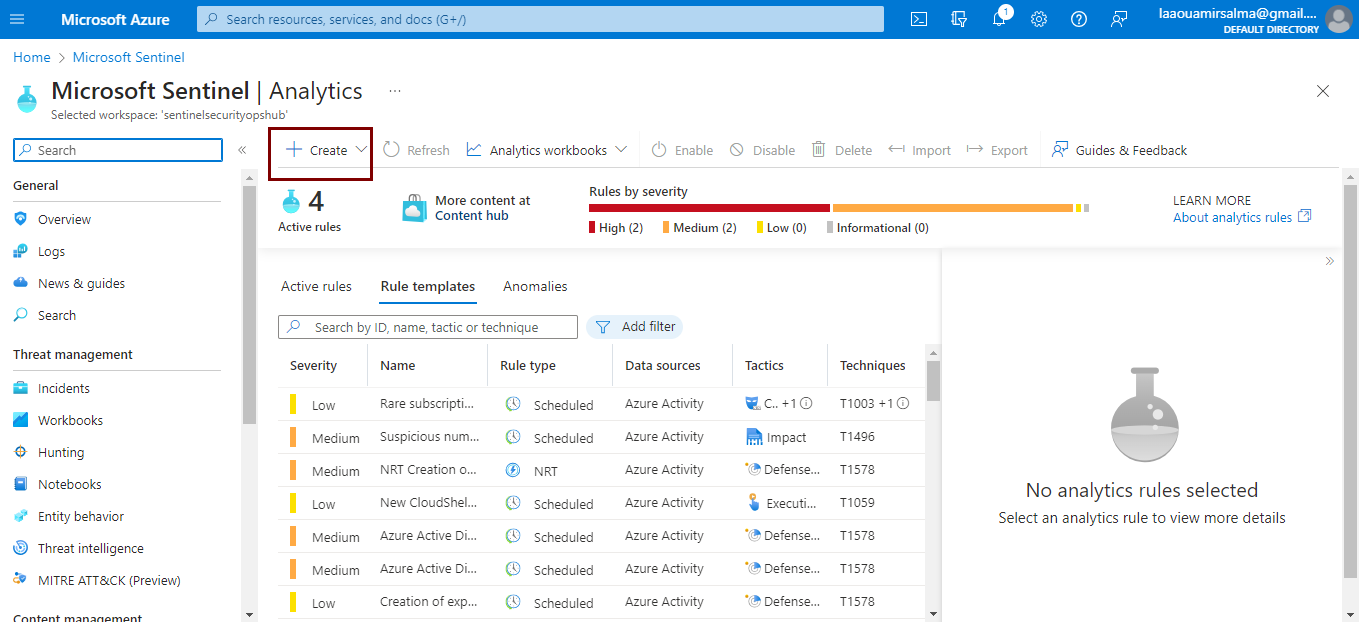 Microsoft Azure
Search resources, services, and docs (G+/)
1
laaouamirsalma@gmail....
DEFAULT DIRECTORY
Home > Microsoft Sentinel
Microsoft Sentinel | Analytics ...
Selected workspace: 'sentinelsecurityopshub'
Search
«
General
Overview
Logs
News & guides
Search
Threat management
Incidents
Workbooks
Hunting
Notebooks
Entity behavior
Threat intelligence
MITRE ATT&CK (Preview)
Content management
+ Create Refresh Analytics workbooks Enable Disable Delete Import Export Guides & Feedback
4
Active rules
More content at
Content hub
Rules by severity
High (2) Medium (2) Low (0) Informational (0)
LEARN MORE
About analytics rules
»
Active rules Rule templates Anomalies
Search by ID, name, tactic or technique
Add filter
Severity Name Rule type Data sources Tactics Techniques
Low Rare subscripti... Scheduled Azure Activity C.. +1 T1003 +1
Medium Suspicious num... Scheduled Azure Activity Impact T1496
Medium NRT Creation o... NRT Azure Activity Defense... T1578
Low New CloudShel... Scheduled Azure Activity Executi... T1059
Medium Azure Active Di... Scheduled Azure Activity Defense... T1578
Medium Azure Active Di... Scheduled Azure Activity Defense... T1578
Low Creation of exp... Scheduled Azure Activity Defense... T1578
No analytics rules selected
Select an analytics rule to view more details